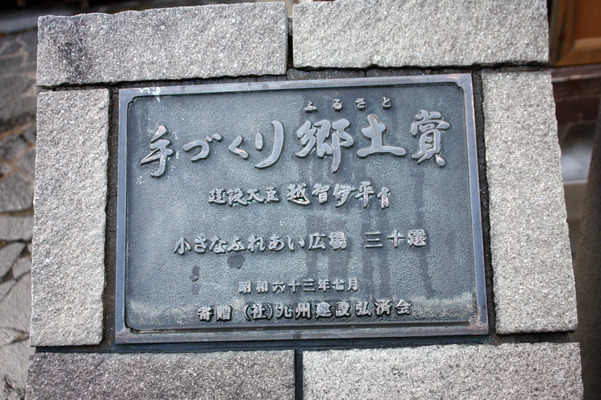 ふるさと
手づくり郷土賞
建設大臣 越智伊平書
小さなふれあい広場 三十選
昭和六十三年七月
寄贈 (社)九州建設弘済会